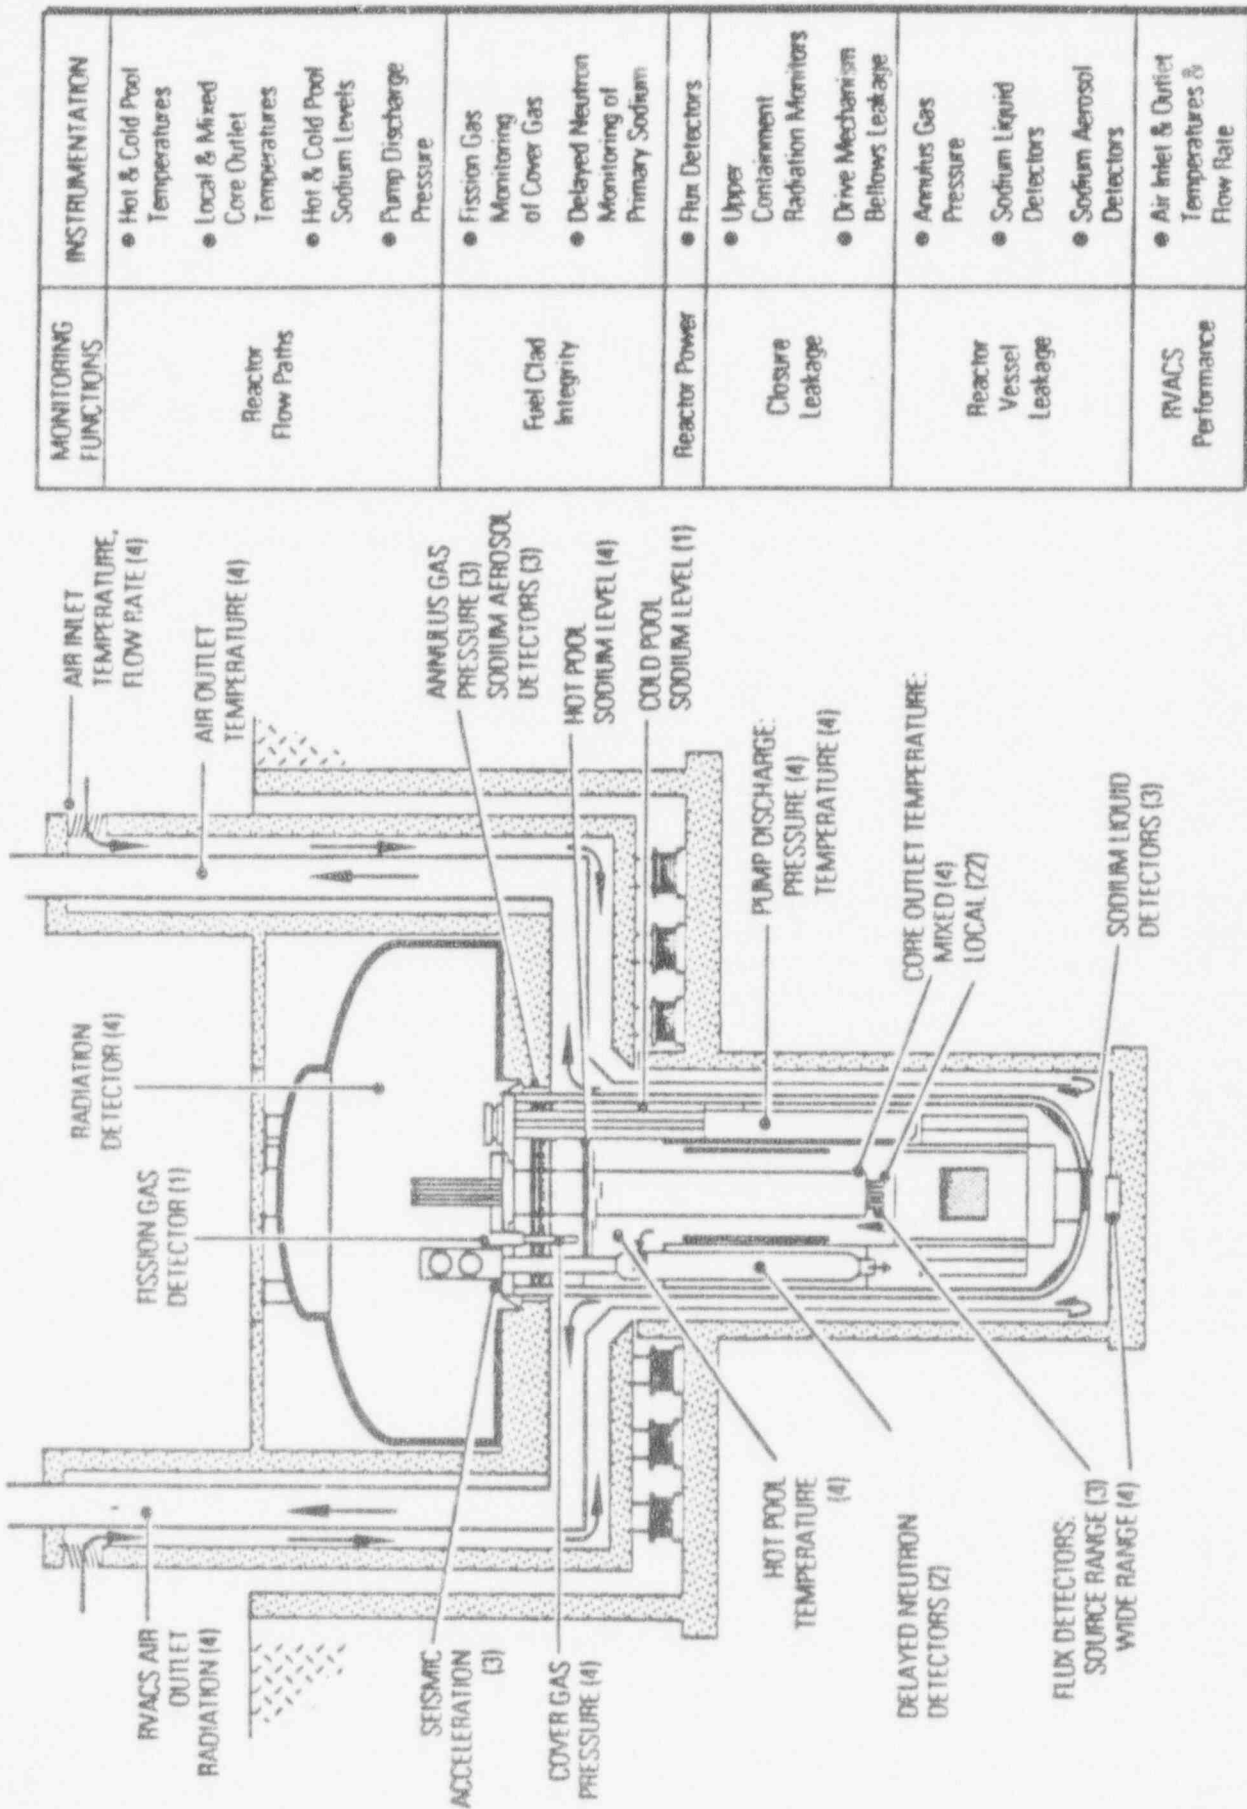 AIR INLET
TEMPERATURE,
FLOW RATE (4)
AIR OUTLET
TEMPERATURE (4)
ANNULUS GAS
PRESSURE (3)
SODIUM AEROSOL
DETECTORS (3)
HOT POOL
SODIUM LEVEL (4)
COLD POOL
SODIUM LEVEL (1)
PUMP DISCHARGE:
PRESSURE (4)
TEMPERATURE (4)
CORE OUTLET TEMPERATURE:
MIXED (4)
LOCAL (22)
SODIUM LIQUID
DETECTORS (3)
RADIATION
DETECTOR (4)
FISSION GAS
DETECTOR (1)
RVACS AIR
OUTLET
RADIATION (4)
SEISMIC
ACCELERATION
(3)
COVER GAS
PRESSURE (4)
HOT POOL
TEMPERATURE
(4)
DELAYED NEUTRON
DETECTORS (2)
FLUX DETECTORS:
SOURCE RANGE (3)
WIDE RANGE (4)
MONITORING
FUNCTIONS
INSTRUMENTATION
Reactor
Flow Paths
● Hot & Cold Pool
Temperatures
● Local & Mixed
Core Outlet
Temperatures
● Hot & Cold Pool
Sodium Levels
● Pump Discharge
Pressure
Fuel Clad
Integrity
● Fission Gas
Monitoring
of Cover Gas
● Delayed Neutron
Monitoring of
Primary Sodium
Reactor Power
● Flux Detectors
Closure
Leakage
● Upper
Containment
Radiation Monitors
● Drive Mechanism
Bellows Leakage
Reactor
Vessel
Leakage
● Annulus Gas
Pressure
● Sodium Liquid
Detectors
● Sodium Aerosol
Detectors
RVACS
Performance
● Air Inlet & Outlet
Temperatures &
Flow Rate